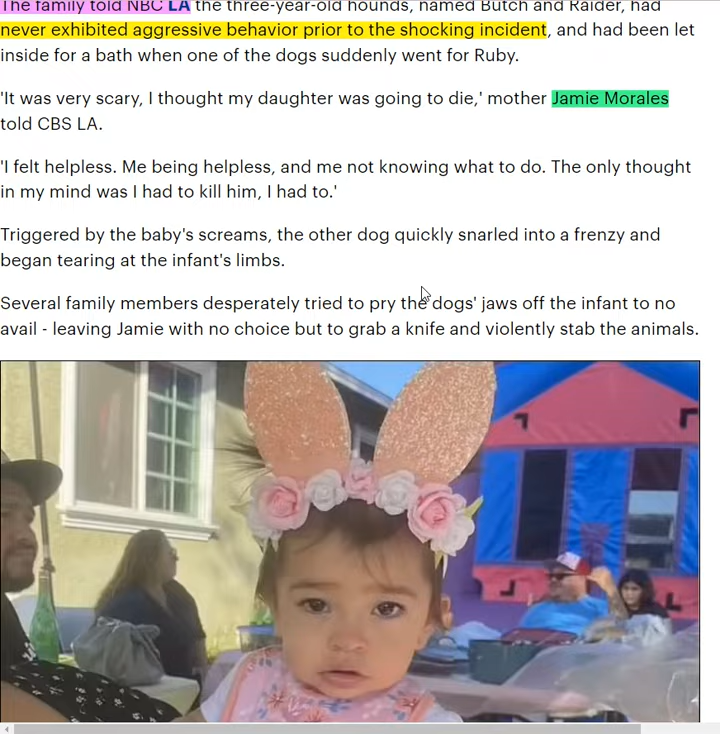 The family told NBC LA the three-year-old hounds, named Butch and Raider, had
never exhibited aggressive behavior prior to the shocking incident, and had been let
inside for a bath when one of the dogs suddenly went for Ruby.
'It was very scary, I thought my daughter was going to die,' mother Jamie Morales
told CBS LA.
'I felt helpless. Me being helpless, and me not knowing what to do. The only thought
in my mind was I had to kill him, I had to.'
Triggered by the baby's screams, the other dog quickly snarled into a frenzy and
began tearing at the infant's limbs.
Several family members desperately tried to pry the dogs' jaws off the infant to no
avail - leaving Jamie with no choice but to grab a knife and violently stab the animals.